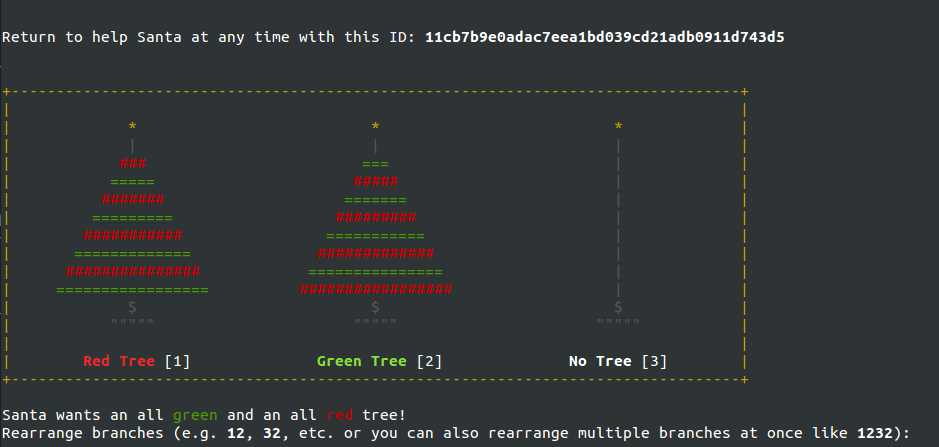 Return to help Santa at any time with this ID: 11cb7b9e0adac7eea1bd039cd21adb0911d743d5
+---------------------------------------------------------------------------------+
* * *
| | |
### === |
===== ##### |
####### ======= |
========= ######### |
########### =========== |
============= ############# |
############### =============== |
================= ################# |
$ $ $
""""" """"" """""
Red Tree [1] Green Tree [2] No Tree [3]
+---------------------------------------------------------------------------------+
Santa wants an all green and an all red tree!
Rearrange branches (e.g. 12, 32, etc. or you can also rearrange multiple branches at once like 1232):